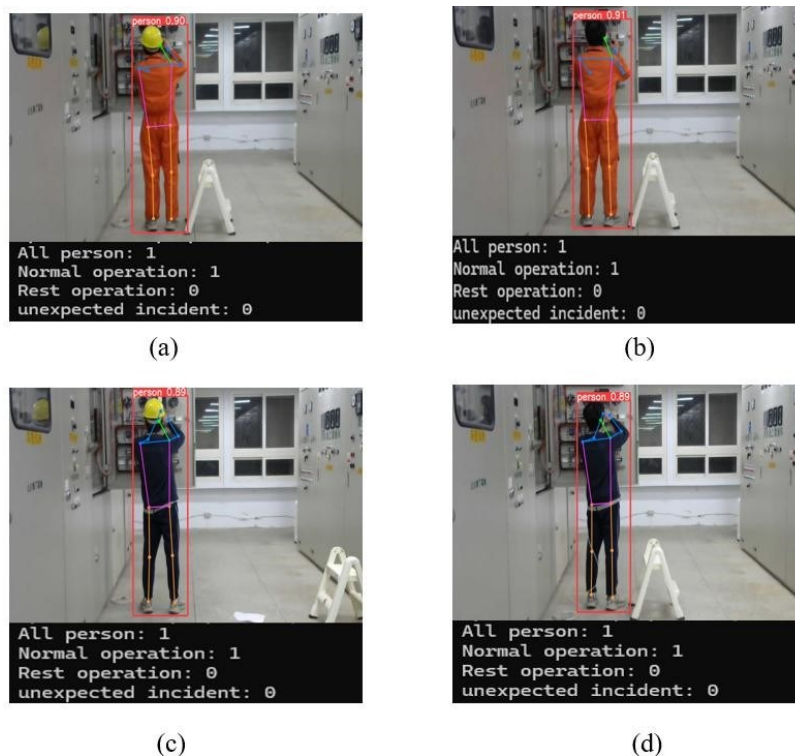 person 0.90
All person: 1
Normal operation: 1
Rest operation: 0
unexpected incident: 0
(a)
person 0.91
All person: 1
Normal operation: 1
Rest operation: 0
unexpected incident: 0
(b)
person 0.89
All person: 1
Normal operation: 1
Rest operation: 0
unexpected incident: 0
(c)
person 0.89
All person: 1
Normal operation: 1
Rest operation: 0
unexpected incident: 0
(d)